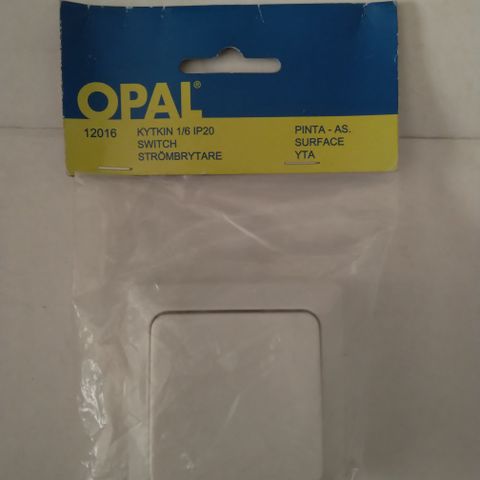 OPAL®
12016 KYTKIN 1/6 IP20 PINTA - AS.
SWITCH SURFACE
STRÖMBRYTARE YTA